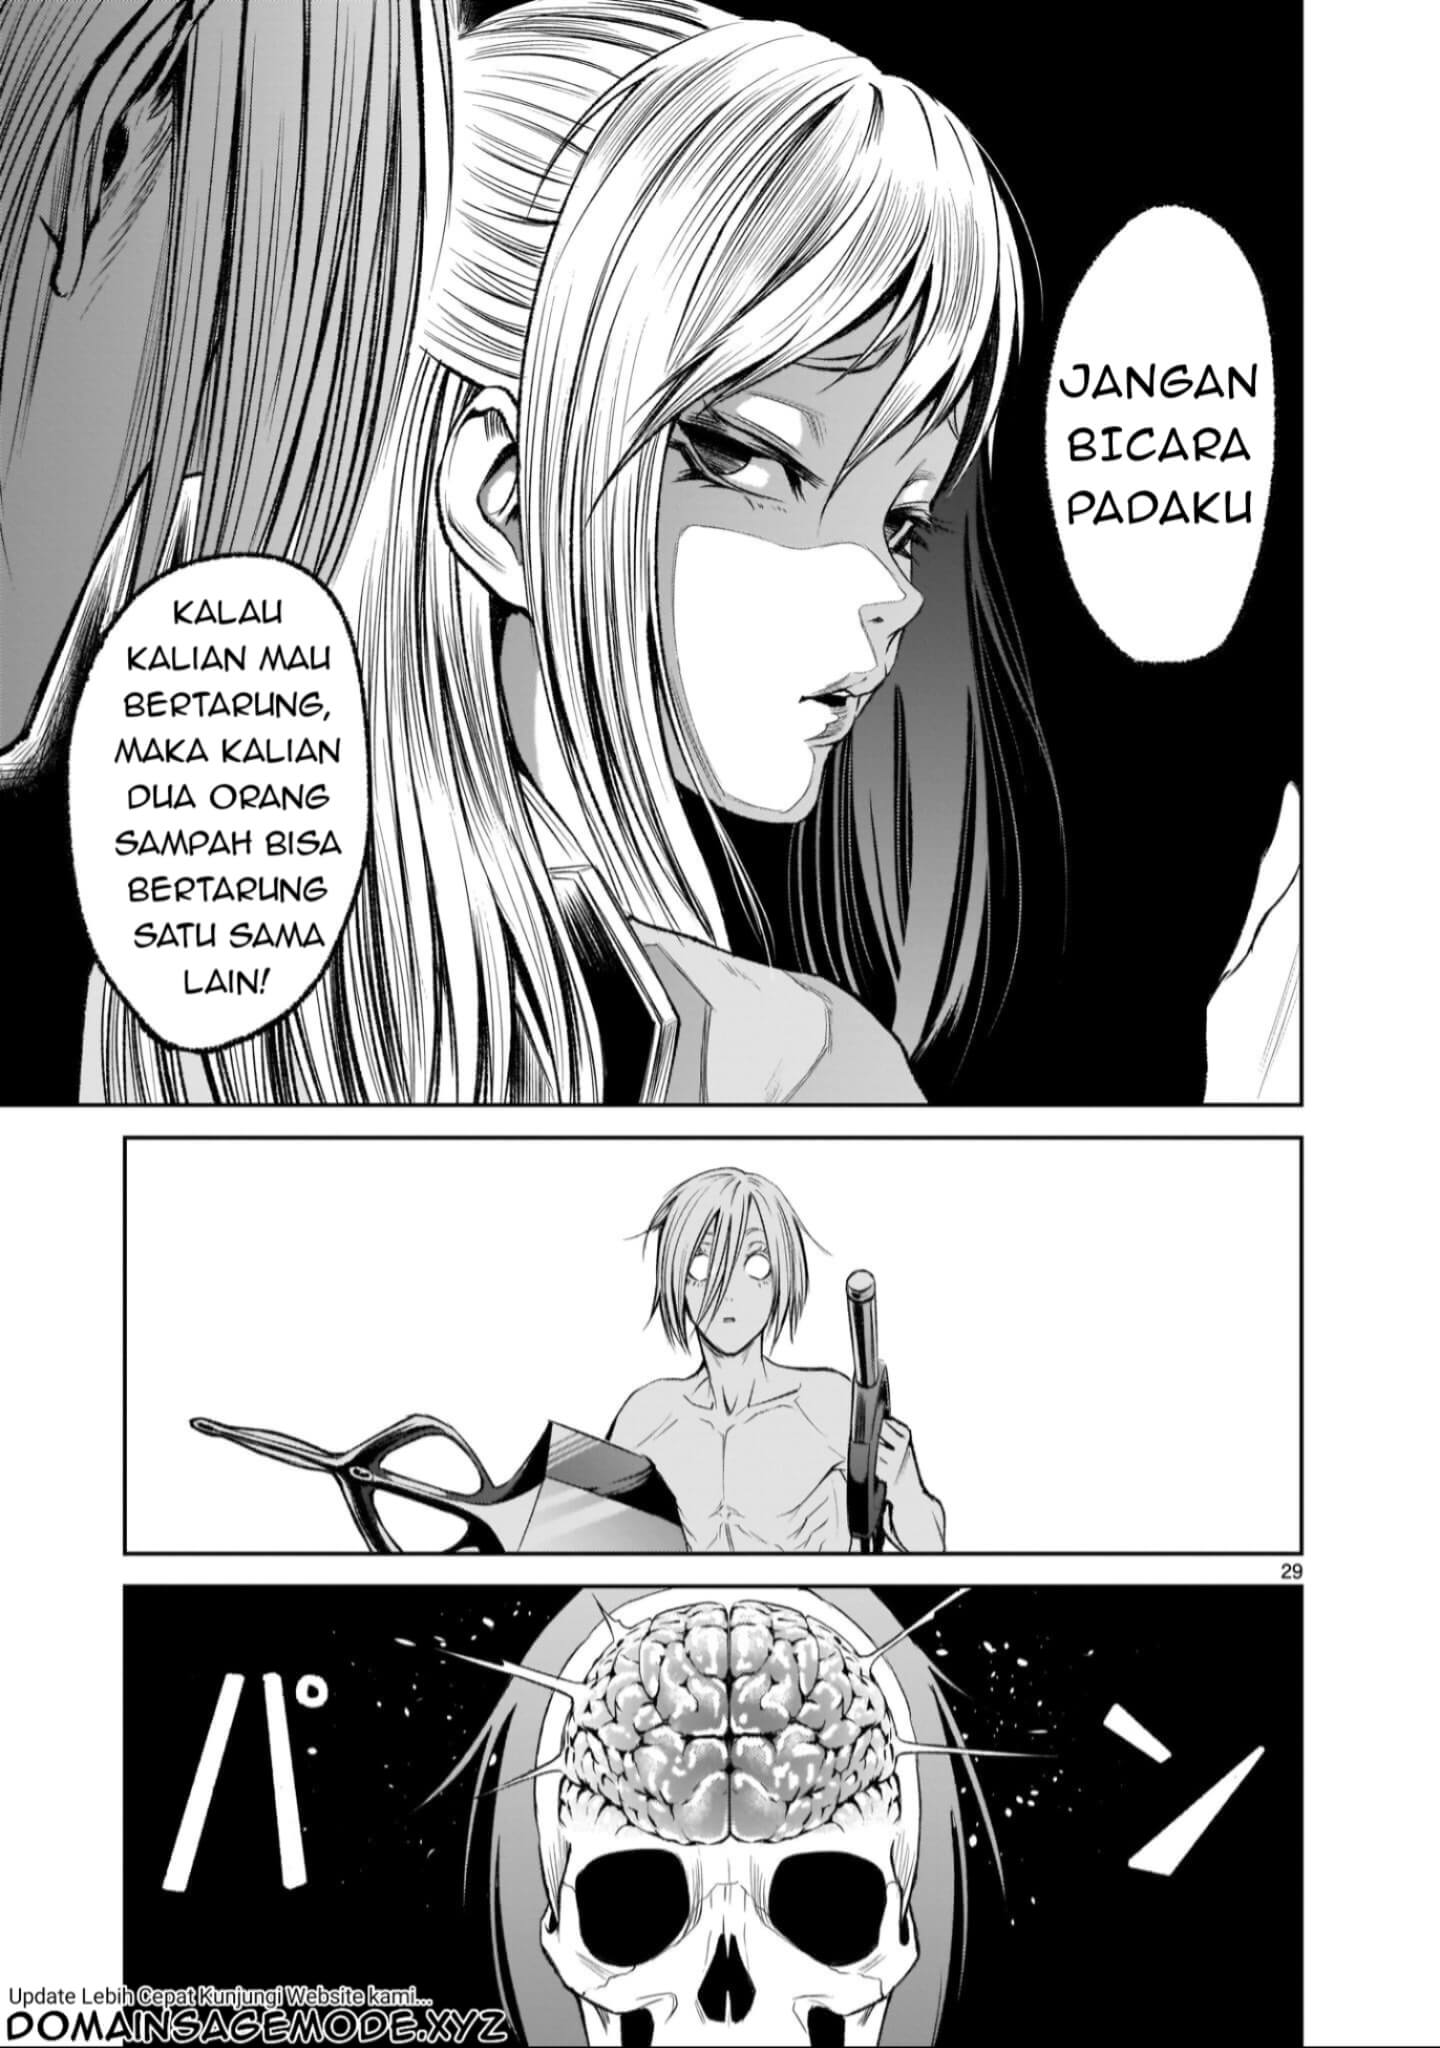 JANGAN
BICARA
PADAKU
KALAU
KALIAN MAU
BERTARUNG,
MAKA KALIAN
DUA ORANG
SAMPAH BISA
BERTARUNG
SATU SAMA
LAIN!
29
パン
Update Lebih Cepat Kunjungi Website kami...
DOMAINSAGEMODE.XYZ